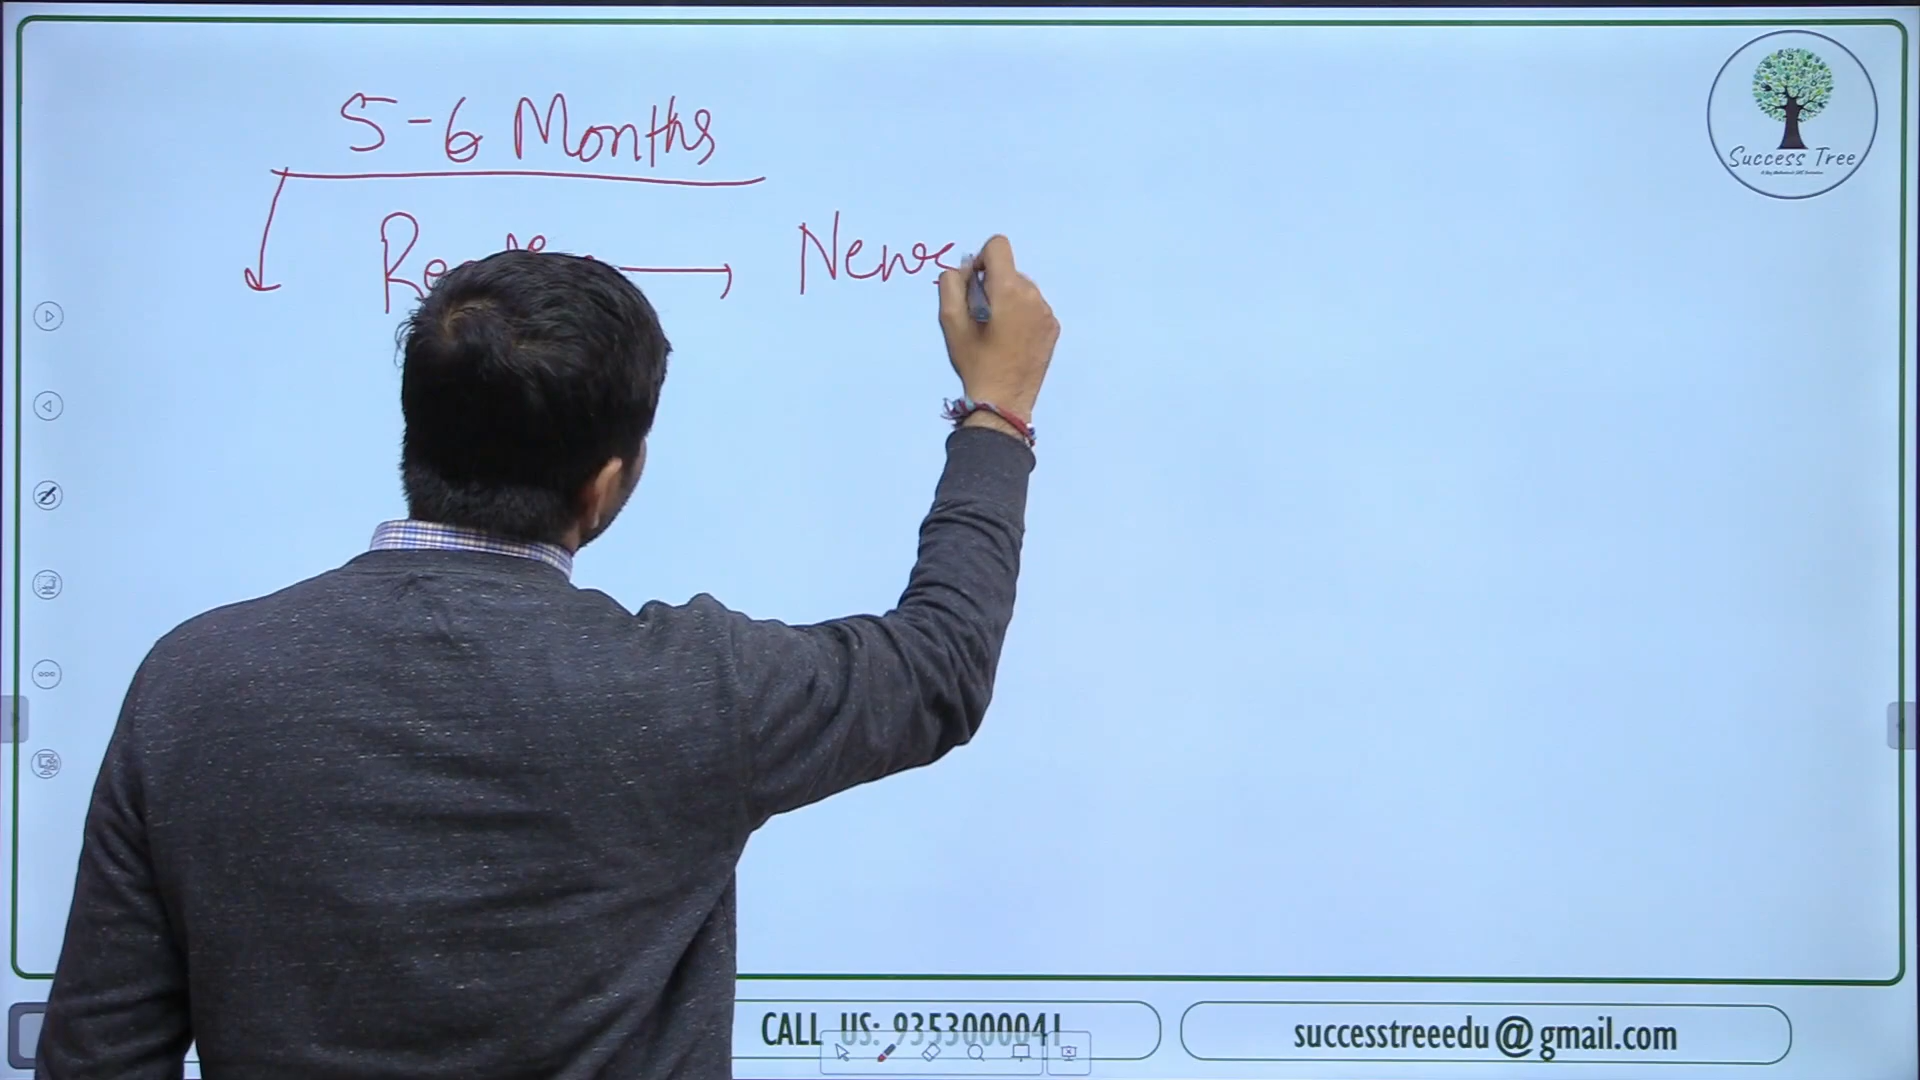 5-6 Months
News
Success Tree
CALL US: 9353000041
successtreeedu@gmail.com